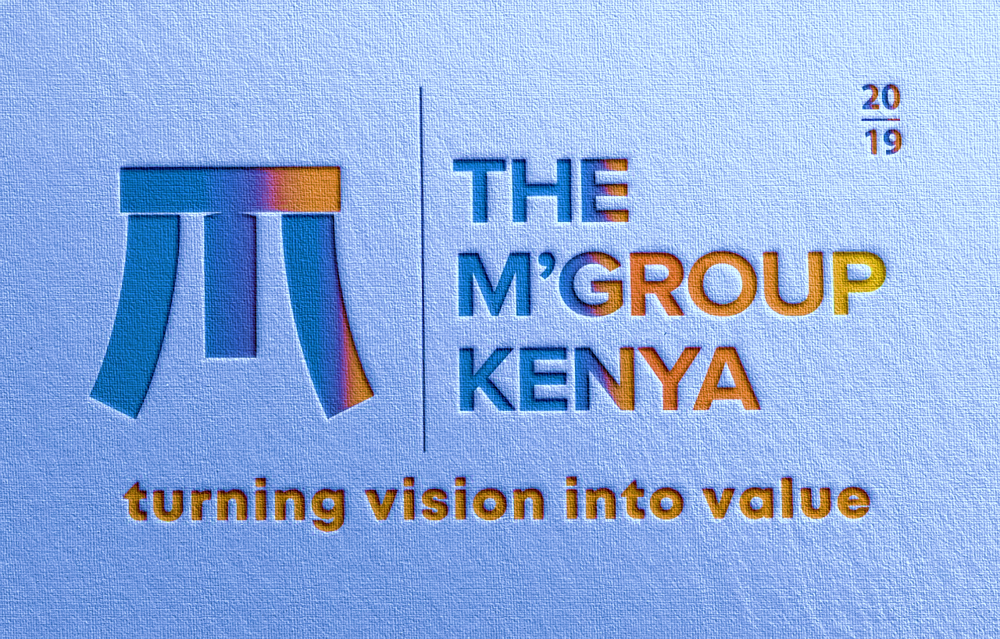 20
19
THE
M’GROUP
KENYA
turning vision into value